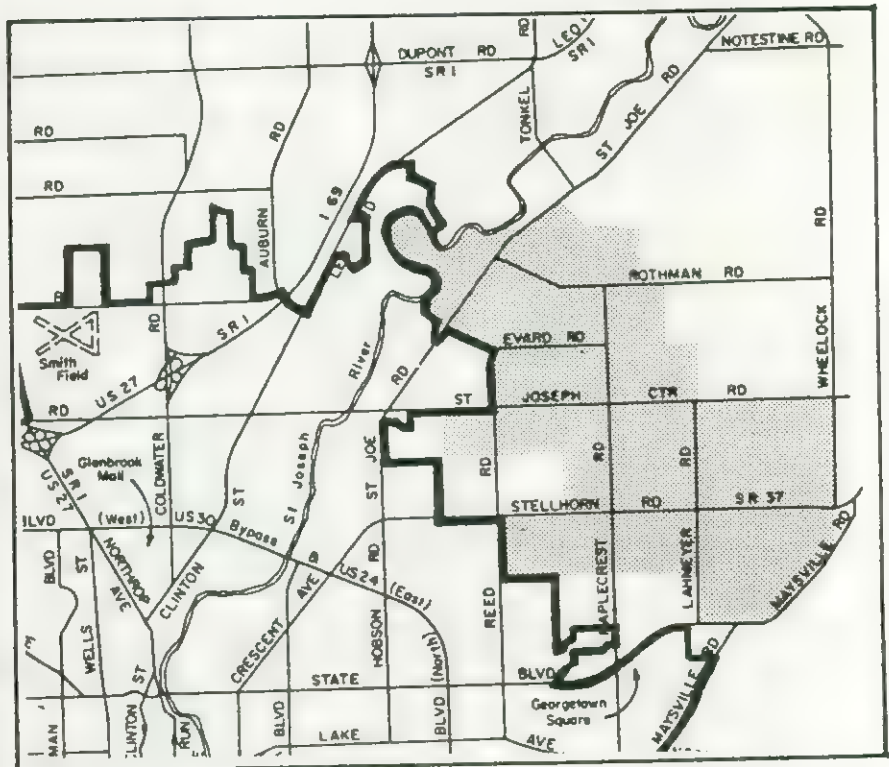 DUPONT RD
SR 1
LEO
SR 1
RD
TONKEL
NOTESTINE RD
ST JOE RD
RD
RD
RD
AUBURN
I 69
RD
ROTHMAN RD
WHEELOCK
RD
Smith
Field
US 27
SR 1
River
RD
EVARD RD
RD
ST JOSEPH CTR RD
Glenbrook
Mall
COLDWATER
ST
St Joseph
ST JOE
RD
RD
RD
SR 1
US 27
STELLHORN RD SR 37
BLVD (West) US 30 Bypass
US 24 (East)
BLVD
ST
WELLS
NORTHROP
AVE
CLINTON
CRESCENT AVE
RD
HOBSON
(North)
BLVD
REED
APLECREST
LAHMEYER
MAYSVILLE RD
STATE BLVD
Georgetown
Square
MAYSVILLE RD
MAN
CLINTON
ST
RUN
BLVD
LAKE AVE